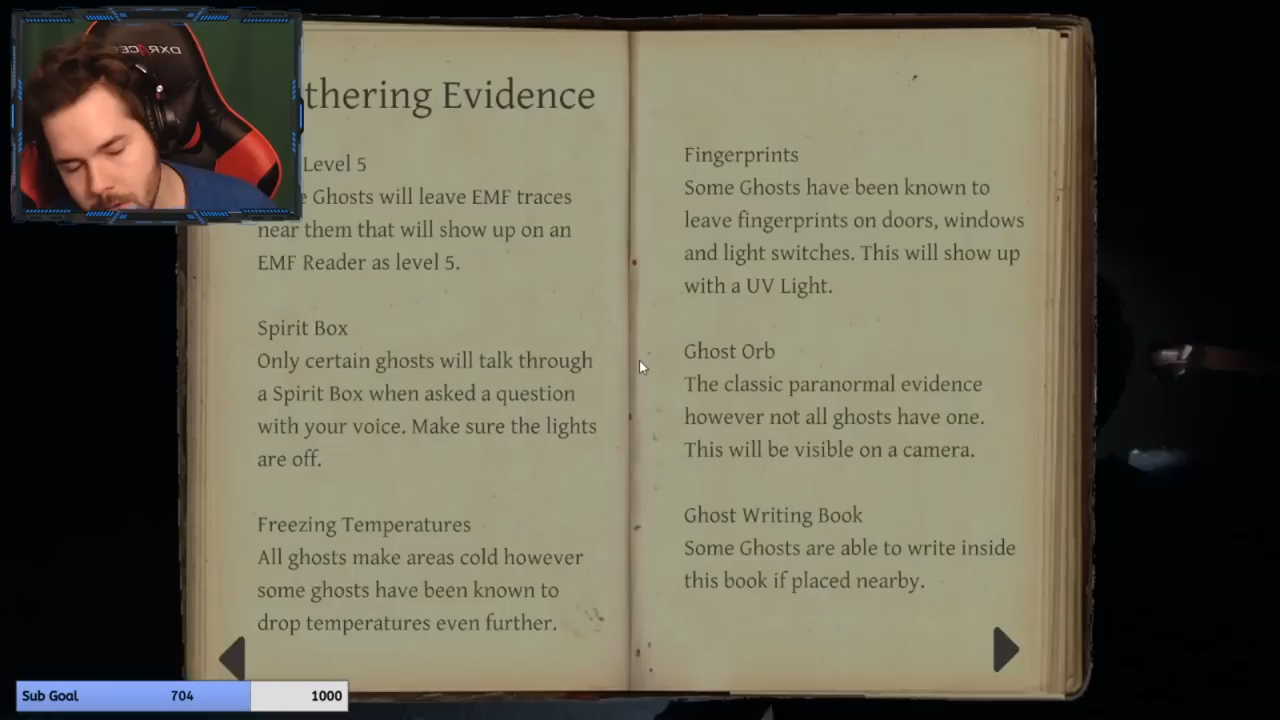 thering Evidence
Level 5
Ghosts will leave EMF traces
near them that will show up on an
EMF Reader as level 5.
Spirit Box
Only certain ghosts will talk through
a Spirit Box when asked a question
with your voice. Make sure the lights
are off.
Freezing Temperatures
All ghosts make areas cold however
some ghosts have been known to
drop temperatures even further.
Fingerprints
Some Ghosts have been known to
leave fingerprints on doors, windows
and light switches. This will show up
with a UV Light.
Ghost Orb
The classic paranormal evidence
however not all ghosts have one.
This will be visible on a camera.
Ghost Writing Book
Some Ghosts are able to write inside
this book if placed nearby.
Sub Goal 704 1000